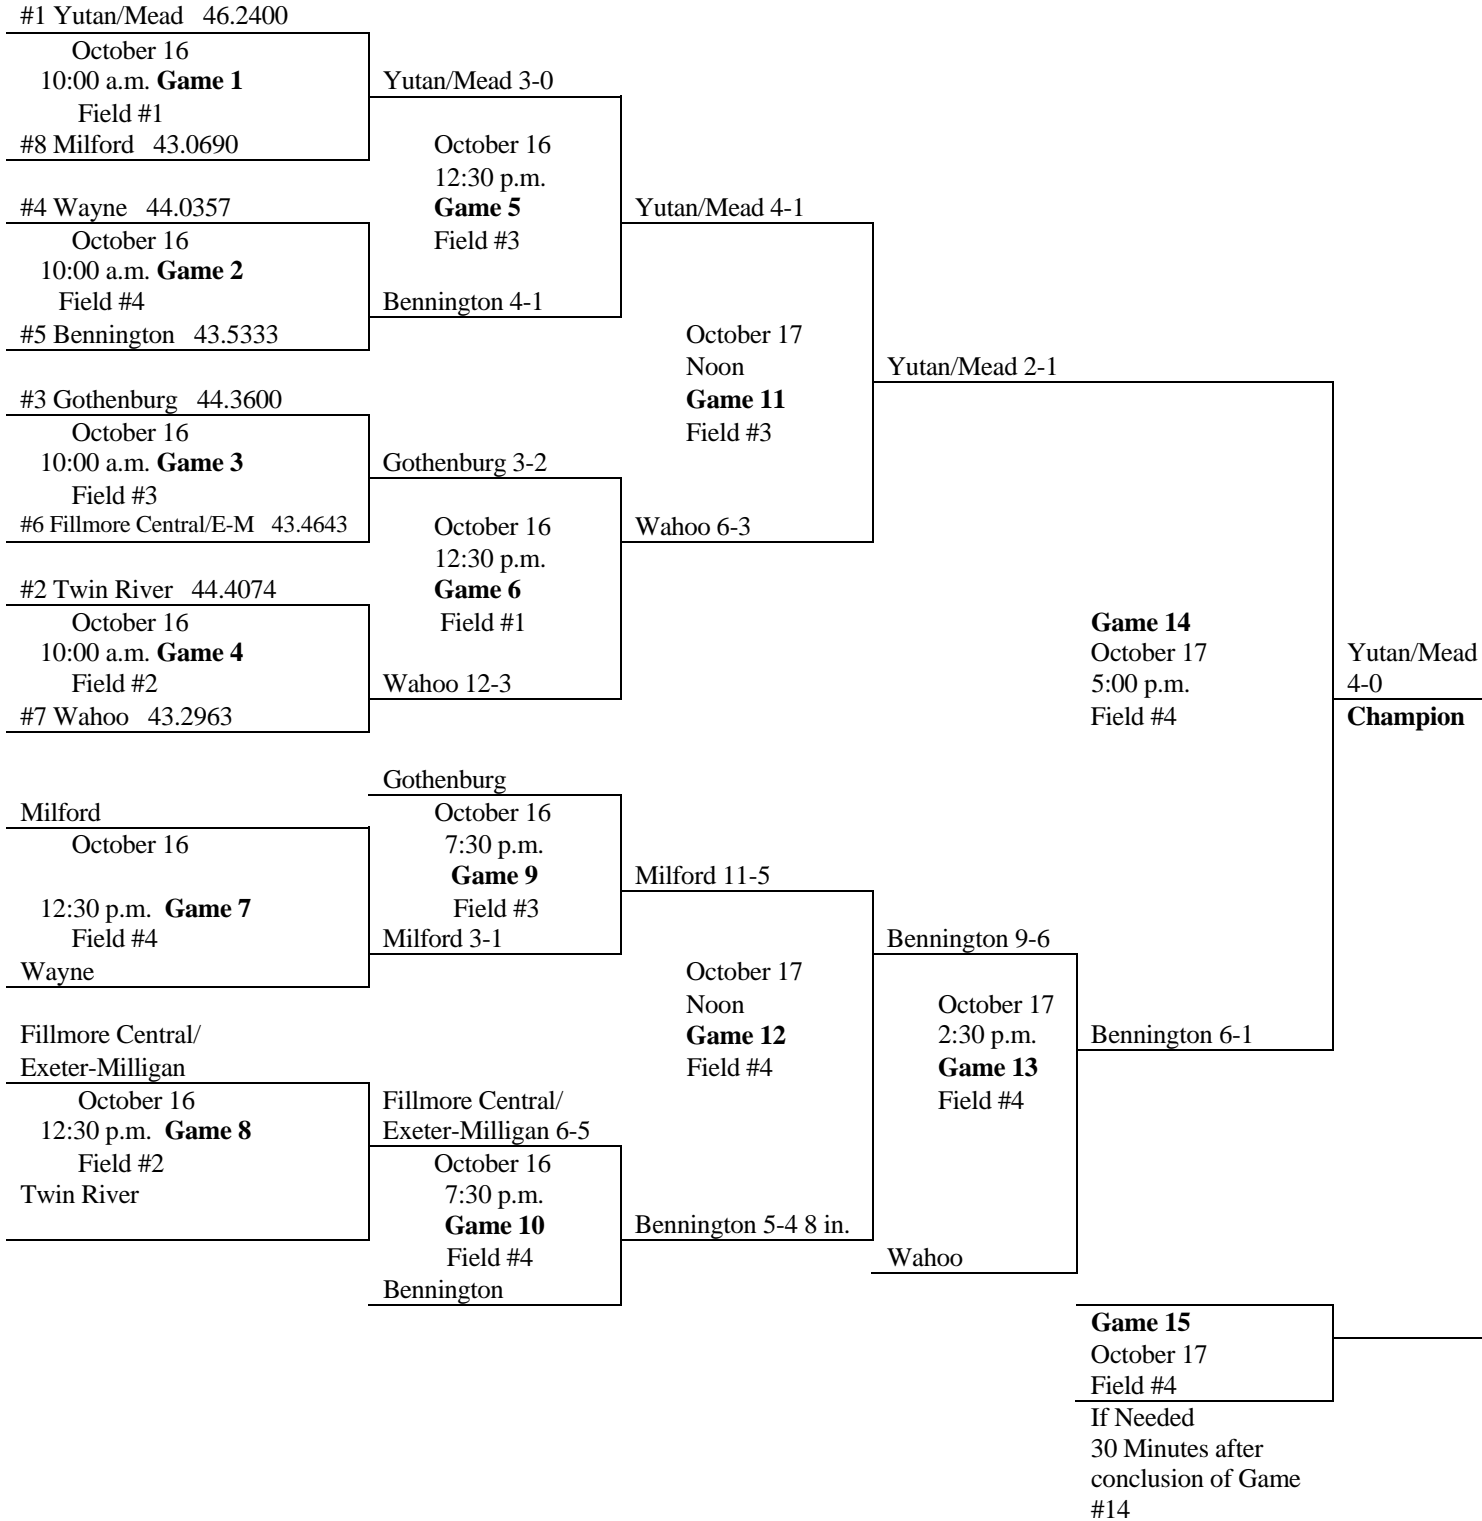 #1 Yutan/Mead 46.2400
October 16
10:00 a.m. Game 1
Field #1
#8 Milford 43.0690
#4 Wayne 44.0357
October 16
10:00 a.m. Game 2
Field #4
#5 Bennington 43.5333
#3 Gothenburg 44.3600
October 16
10:00 a.m. Game 3
Field #3
#6 Fillmore Central/E-M 43.4643
#2 Twin River 44.4074
October 16
10:00 a.m. Game 4
Field #2
#7 Wahoo 43.2963
Milford
October 16
12:30 p.m. Game 7
Field #4
Wayne
Fillmore Central/
Exeter-Milligan
October 16
12:30 p.m. Game 8
Field #2
Twin River
Yutan/Mead 3-0
October 16
12:30 p.m.
Game 5
Field #3
Bennington 4-1
Gothenburg 3-2
October 16
12:30 p.m.
Game 6
Field #1
Wahoo 12-3
Gothenburg
October 16
7:30 p.m.
Game 9
Field #3
Milford 3-1
Fillmore Central/
Exeter-Milligan 6-5
October 16
7:30 p.m.
Game 10
Field #4
Bennington
Yutan/Mead 4-1
October 17
Noon
Game 11
Field #3
Wahoo 6-3
Milford 11-5
October 17
Noon
Game 12
Field #4
Bennington 5-4 8 in.
Yutan/Mead 2-1
Bennington 9-6
October 17
2:30 p.m.
Game 13
Field #4
Wahoo
Game 14
October 17
5:00 p.m.
Field #4
Bennington 6-1
Yutan/Mead
4-0
Champion
Game 15
October 17
Field #4
If Needed
30 Minutes after
conclusion of Game
#14